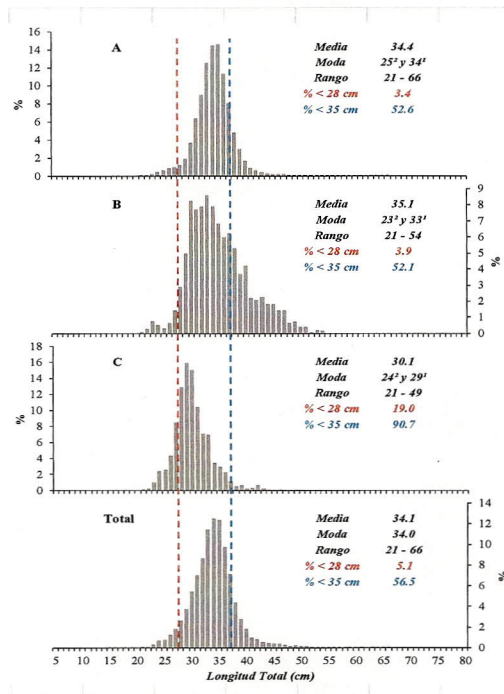 16
14
12
10
8
6
4
2
0
%
A
Media 34.4
Moda 25² y 34¹
Rango 21 - 66
% < 28 cm 3.4
% < 35 cm 52.6
9
8
7
6
5
4
3
2
1
0
%
B
Media 35.1
Moda 23² y 33¹
Rango 21 - 54
% < 28 cm 3.9
% < 35 cm 52.1
18
16
14
12
10
8
6
4
2
0
%
C
Media 30.1
Moda 24² y 29¹
Rango 21 - 49
% < 28 cm 19.0
% < 35 cm 90.7
14
12
10
8
6
4
2
0
%
Total
Media 34.1
Moda 34.0
Rango 21 - 66
% < 28 cm 5.1
% < 35 cm 56.5
5 10 15 20 25 30 35 40 45 50 55 60 65 70 75 80
Longitud Total (cm)